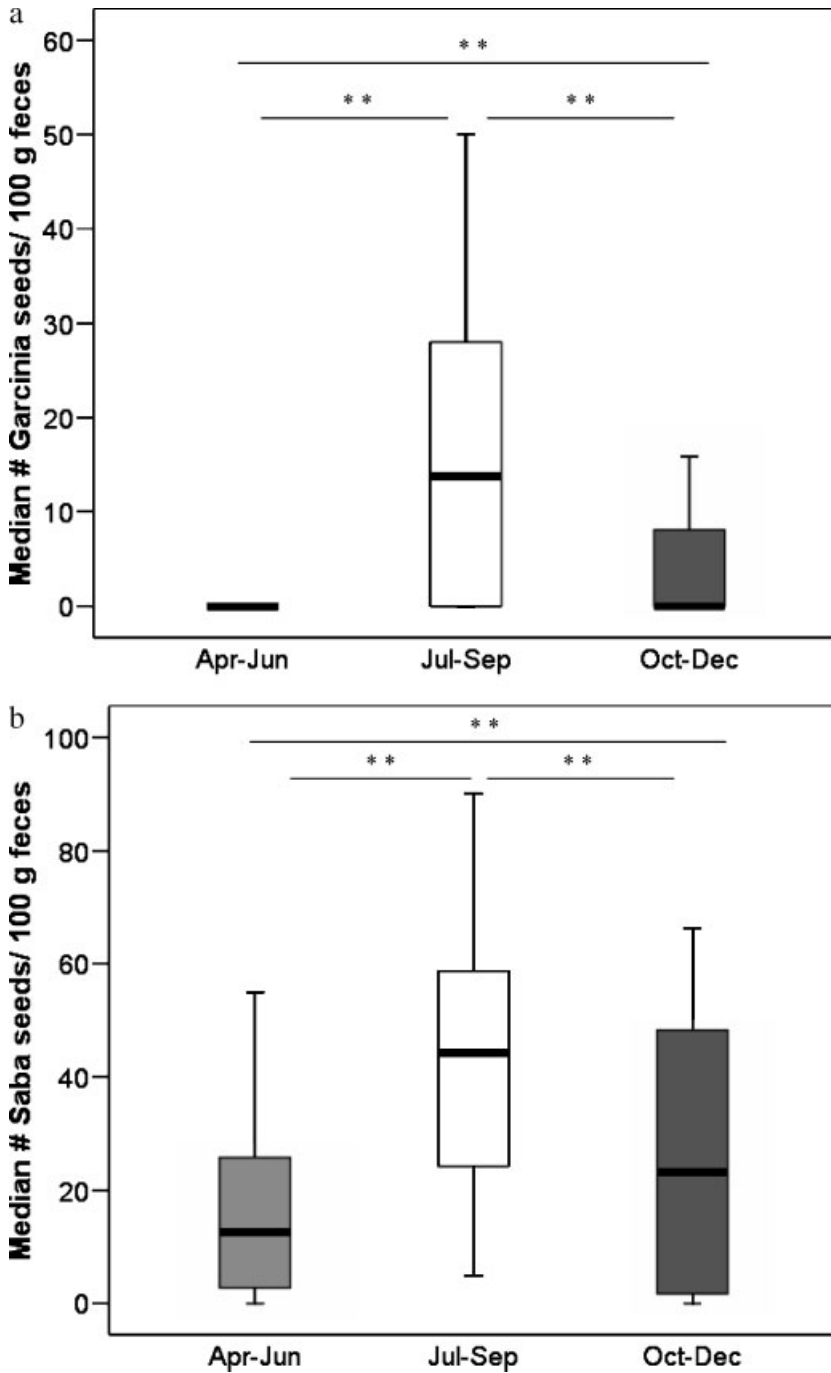 a
Median # Garcinia seeds/ 100 g feces
60
50
40
30
20
10
0
**
**
**
Apr-Jun
Jul-Sep
Oct-Dec
b
Median # Saba seeds/ 100 g feces
100
80
60
40
20
0
**
**
**
Apr-Jun
Jul-Sep
Oct-Dec